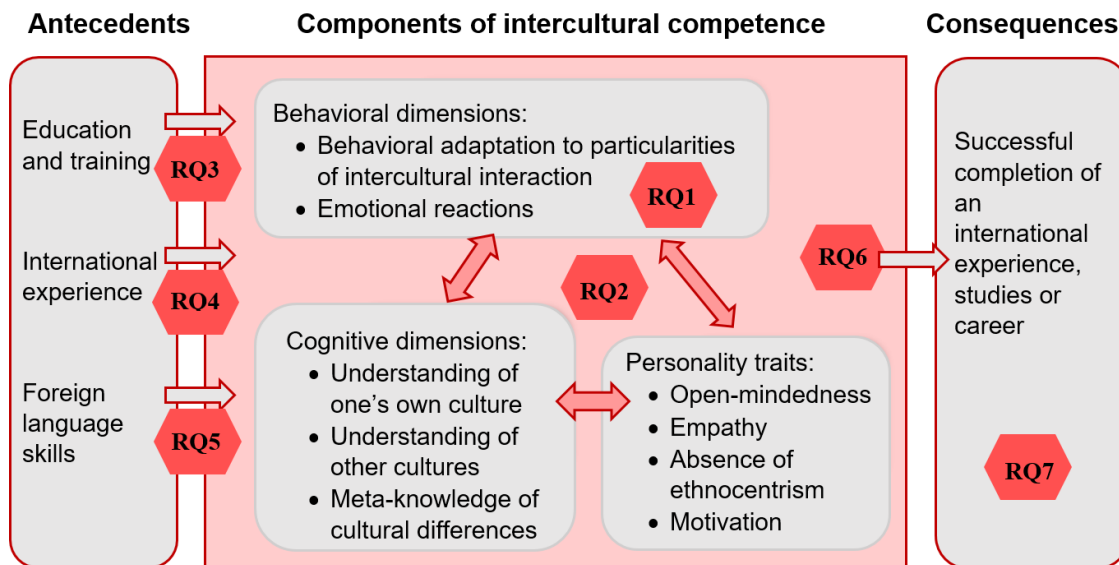 Antecedents
Components of intercultural competence
Consequences
Education
and training
RQ3
International
experience
RQ4
Foreign
language
skills
RQ5
Behavioral dimensions:
• Behavioral adaptation to particularities
of intercultural interaction
• Emotional reactions
RQ1
RQ2
Cognitive dimensions:
• Understanding of
one’s own culture
• Understanding of
other cultures
• Meta-knowledge of
cultural differences
Personality traits:
• Open-mindedness
• Empathy
• Absence of
ethnocentrism
• Motivation
RQ6
Successful
completion of
an
international
experience,
studies or
career
RQ7